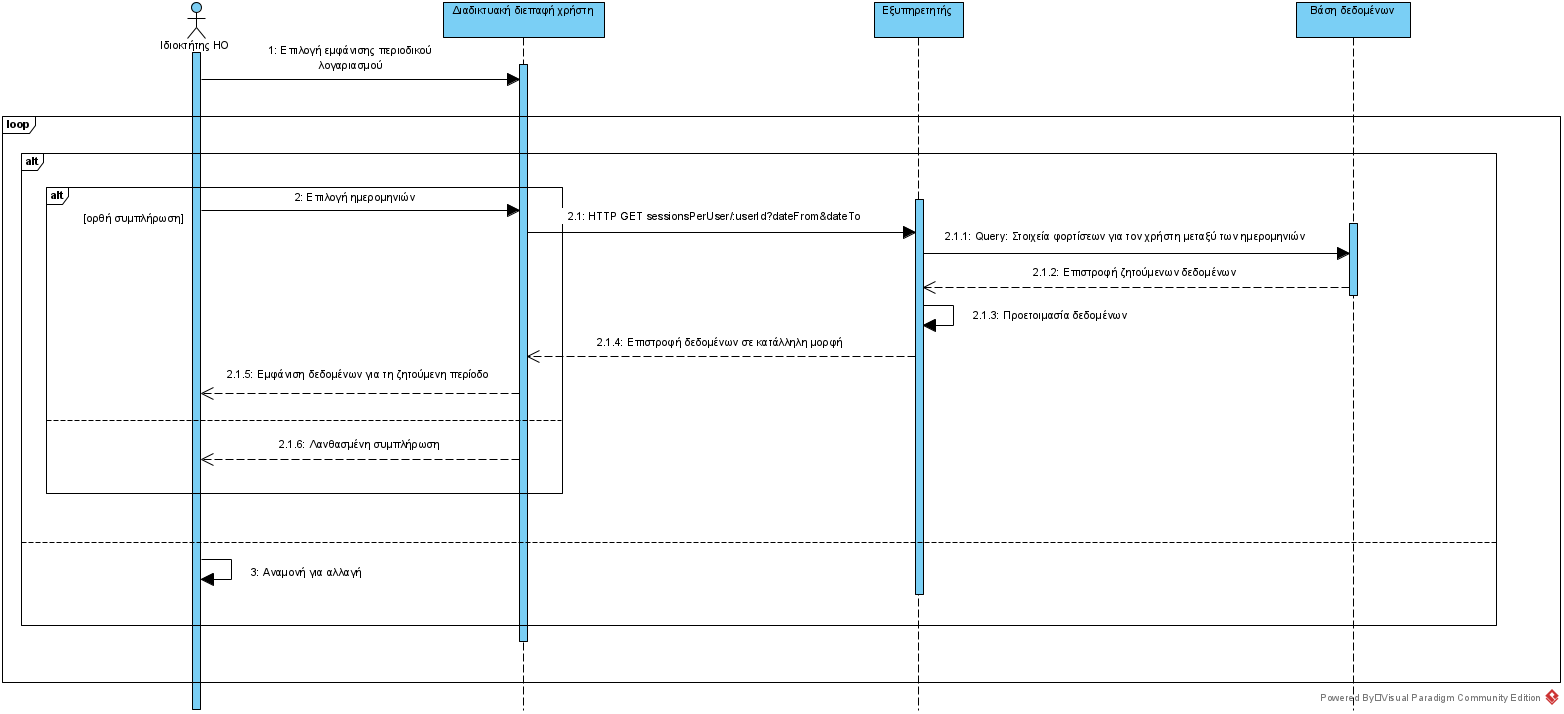 Διαδικτυακή διεπαφή χρήστη
Εξυπηρετητής
Βάση δεδομένων
Ιδιοκτήτης ΗΟ
1: Επιλογή εμφάνισης περιοδικού
λογαριασμού
loop
alt
alt
2: Επιλογή ημερομηνιών
[ορθή συμπλήρωση]
2.1: HTTP GET sessionsPerUser/:userId?dateFrom&dateTo
2.1.1: Query: Στοιχεία φορτίσεων για τον χρήστη μεταξύ των ημερομηνιών
2.1.2: Επιστροφή ζητούμενων δεδομένων
2.1.3: Προετοιμασία δεδομένων
2.1.4: Επιστροφή δεδομένων σε κατάλληλη μορφή
2.1.5: Εμφάνιση δεδομένων για τη ζητούμενη περίοδο
2.1.6: Λανθασμένη συμπλήρωση
3: Αναμονή για αλλαγή
Powered By Visual Paradigm Community Edition